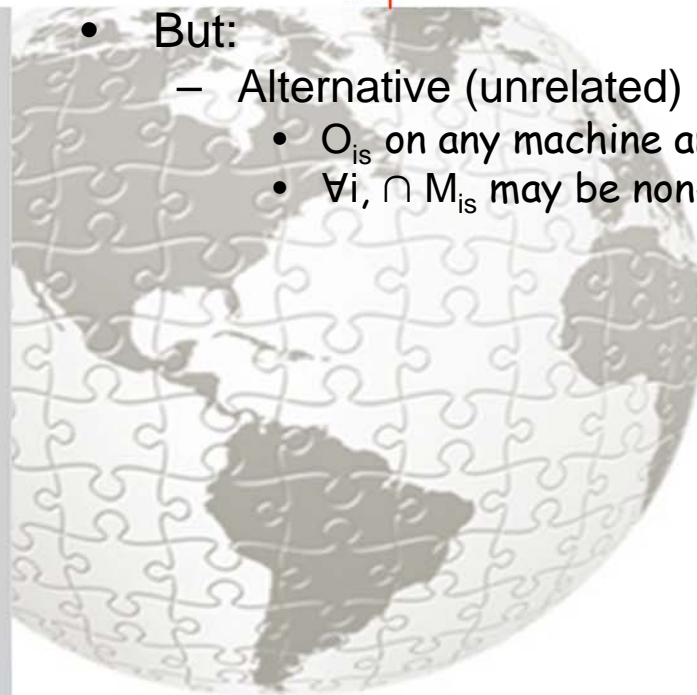 • But:
– Alternative (unrelated)
• O_is on any machine
• ∀i, ∩ M_is may be non